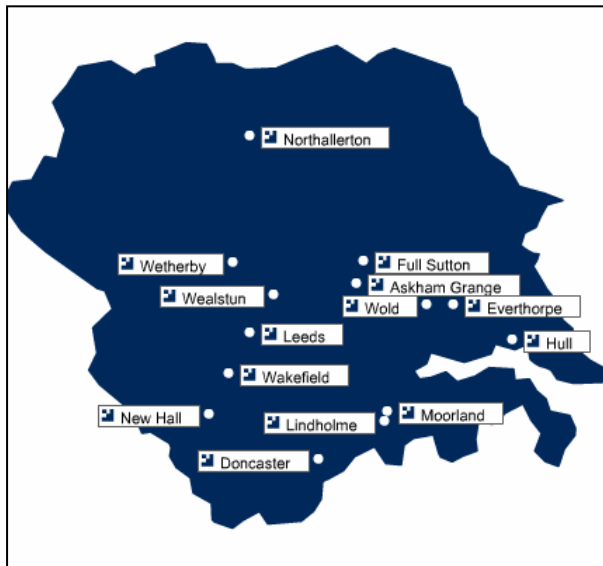 Northallerton
Wetherby
Full Sutton
Askham Grange
Wealstun
Wold
Everthorpe
Leeds
Hull
Wakefield
New Hall
Moorland
Lindholme
Doncaster